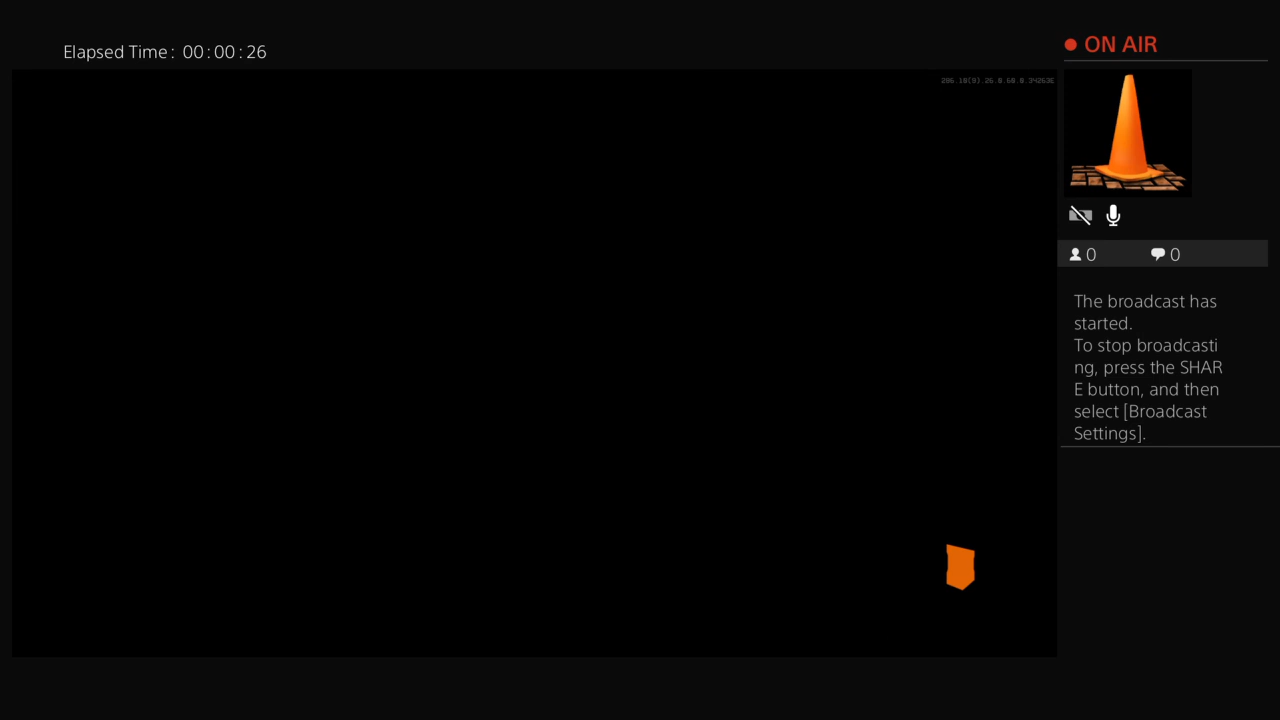 Elapsed Time: 00:00:26
ON AIR
0 0
The broadcast has
started.
To stop broadcasti
ng, press the SHAR
E button, and then
select [Broadcast
Settings].